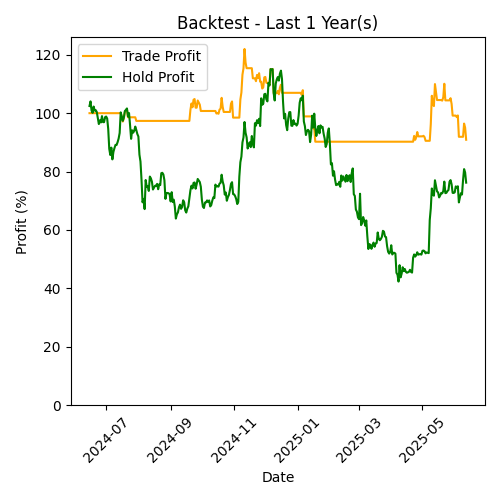 Backtest - Last 1 Year(s)
Trade Profit
Hold Profit
Profit (%)
120
100
80
60
40
20
0
2024-07
2024-09
2024-11
2025-01
2025-03
2025-05
Date